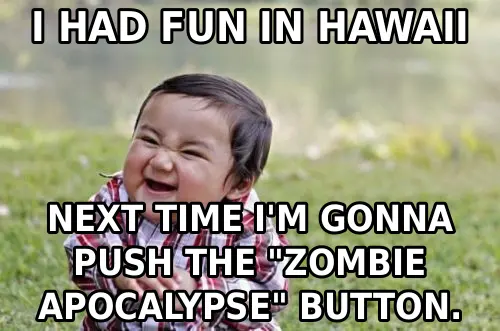 I HAD FUN IN HAWAII
NEXT TIME I'M GONNA
PUSH THE "ZOMBIE
APOCALYPSE" BUTTON.